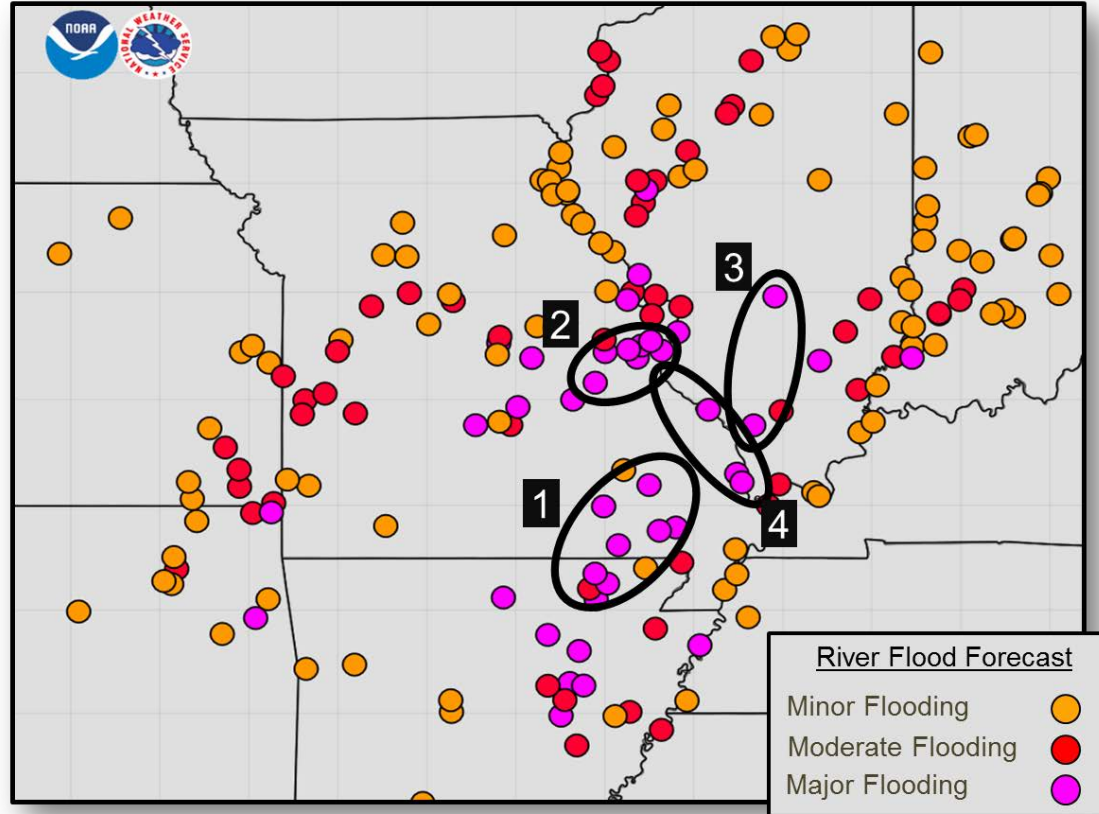 NOAA
NATIONAL WEATHER SERVICE
3
2
1
4
River Flood Forecast
Minor Flooding
Moderate Flooding
Major Flooding